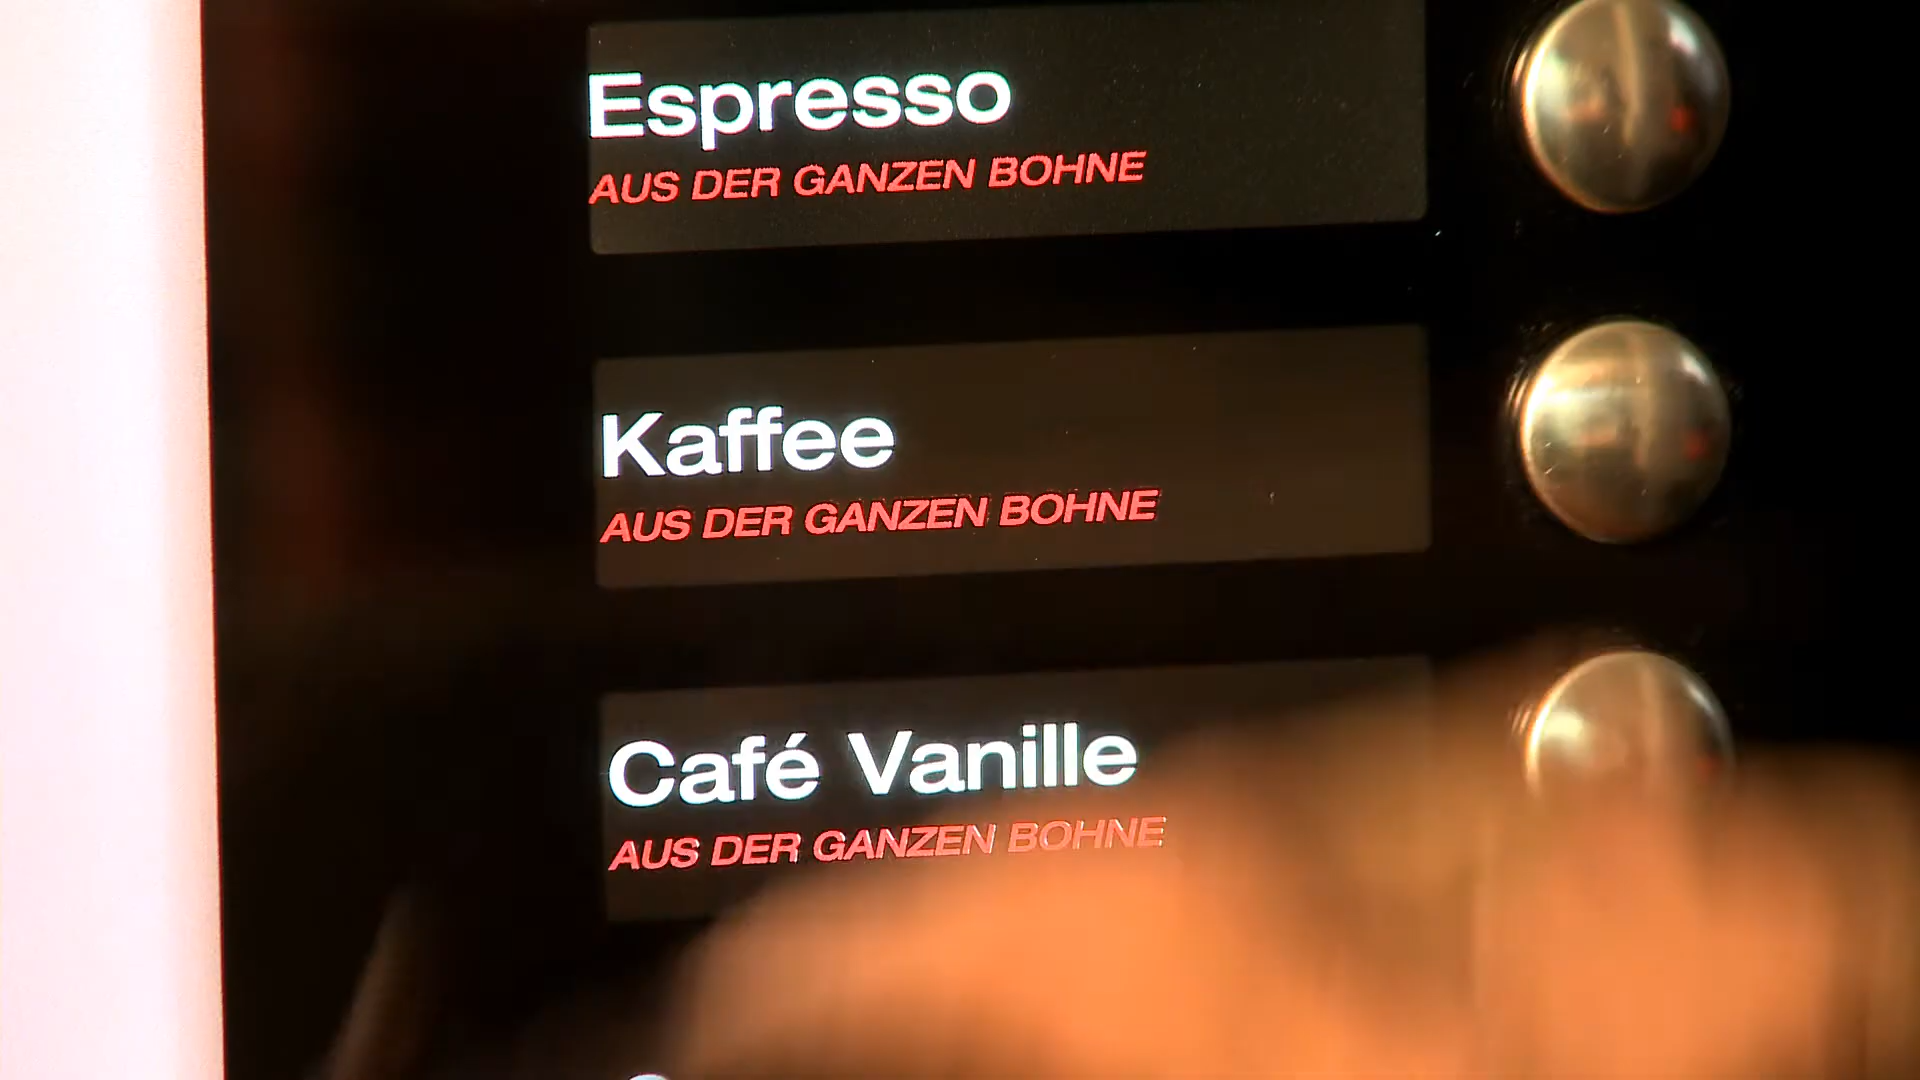 Espresso
AUS DER GANZEN BOHNE
Kaffee
AUS DER GANZEN BOHNE
Café Vanille
AUS DER GANZEN BOHNE